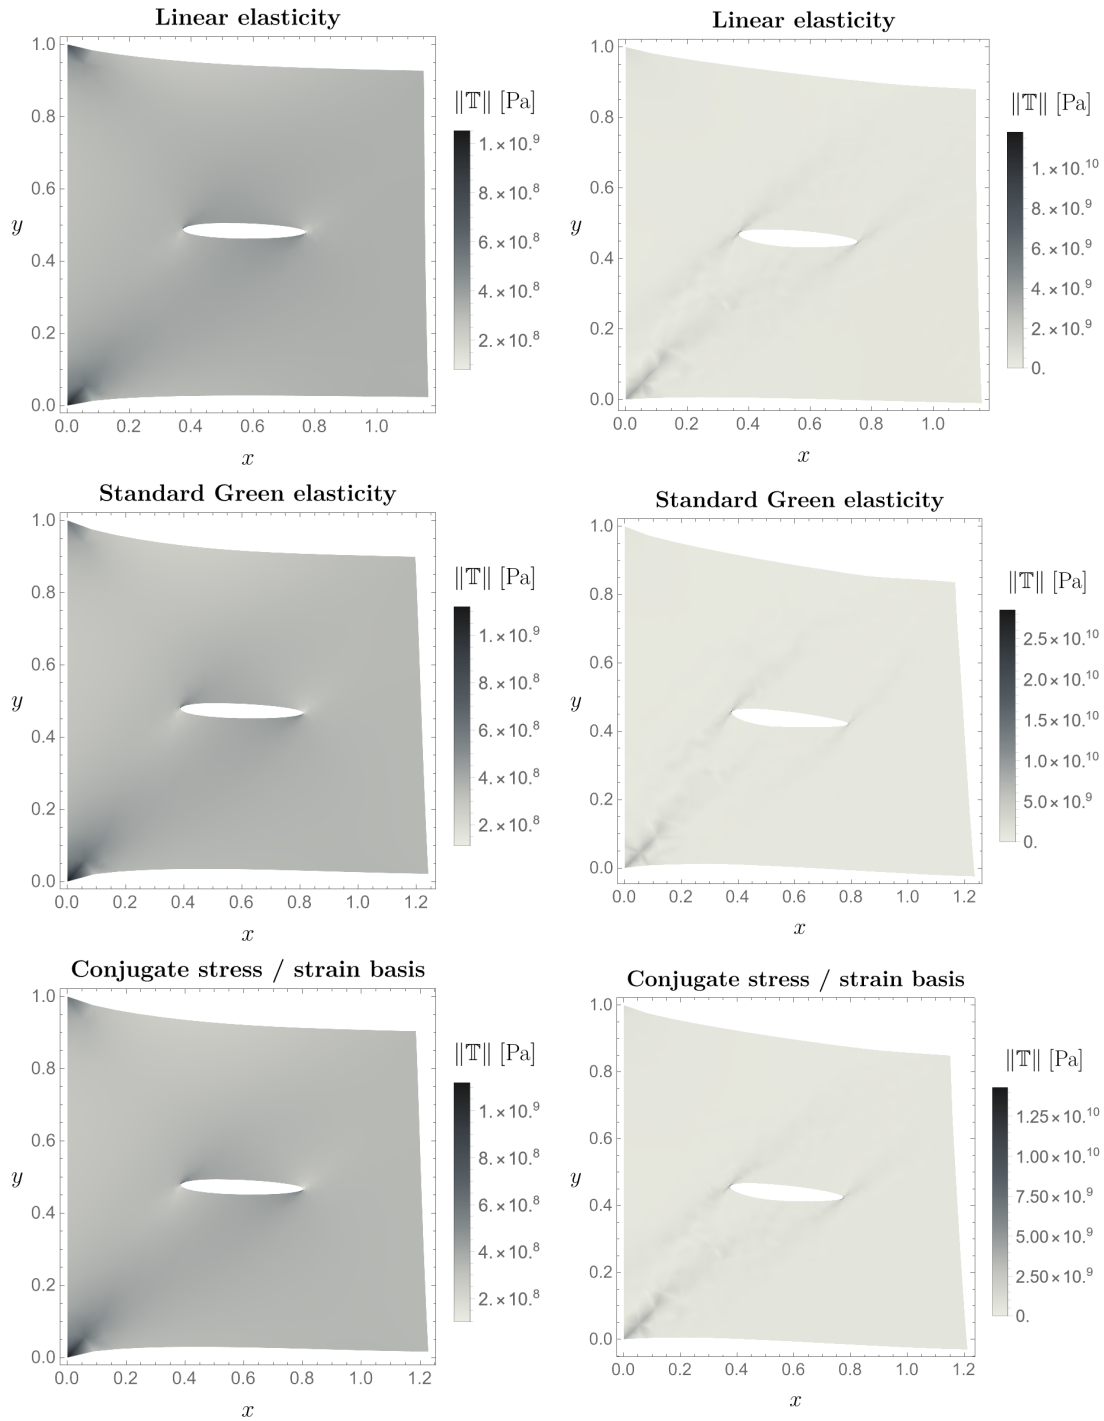 Linear elasticity
1.0
0.8
0.6
0.4
0.2
0.0
y
0.0 0.2 0.4 0.6 0.8 1.0
x
‖𝕋‖ [Pa]
1.×10.⁹
8.×10.⁸
6.×10.⁸
4.×10.⁸
2.×10.⁸
Linear elasticity
1.0
0.8
0.6
0.4
0.2
0.0
y
0.0 0.2 0.4 0.6 0.8 1.0
x
‖𝕋‖ [Pa]
1.×10.¹⁰
8.×10.⁹
6.×10.⁹
4.×10.⁹
2.×10.⁹
0.
Standard Green elasticity
1.0
0.8
0.6
0.4
0.2
0.0
y
0.0 0.2 0.4 0.6 0.8 1.0 1.2
x
‖𝕋‖ [Pa]
1.×10.⁹
8.×10.⁸
6.×10.⁸
4.×10.⁸
2.×10.⁸
Standard Green elasticity
1.0
0.8
0.6
0.4
0.2
0.0
y
0.0 0.2 0.4 0.6 0.8 1.0 1.2
x
‖𝕋‖ [Pa]
2.5×10.¹⁰
2.0×10.¹⁰
1.5×10.¹⁰
1.0×10.¹⁰
5.0×10.⁹
0.
Conjugate stress / strain basis
1.0
0.8
0.6
0.4
0.2
0.0
y
0.0 0.2 0.4 0.6 0.8 1.0 1.2
x
‖𝕋‖ [Pa]
1.×10.⁹
8.×10.⁸
6.×10.⁸
4.×10.⁸
2.×10.⁸
Conjugate stress / strain basis
1.0
0.8
0.6
0.4
0.2
0.0
y
0.0 0.2 0.4 0.6 0.8 1.0 1.2
x
‖𝕋‖ [Pa]
1.25×10.¹⁰
1.00×10.¹⁰
7.50×10.⁹
5.00×10.⁹
2.50×10.⁹
0.